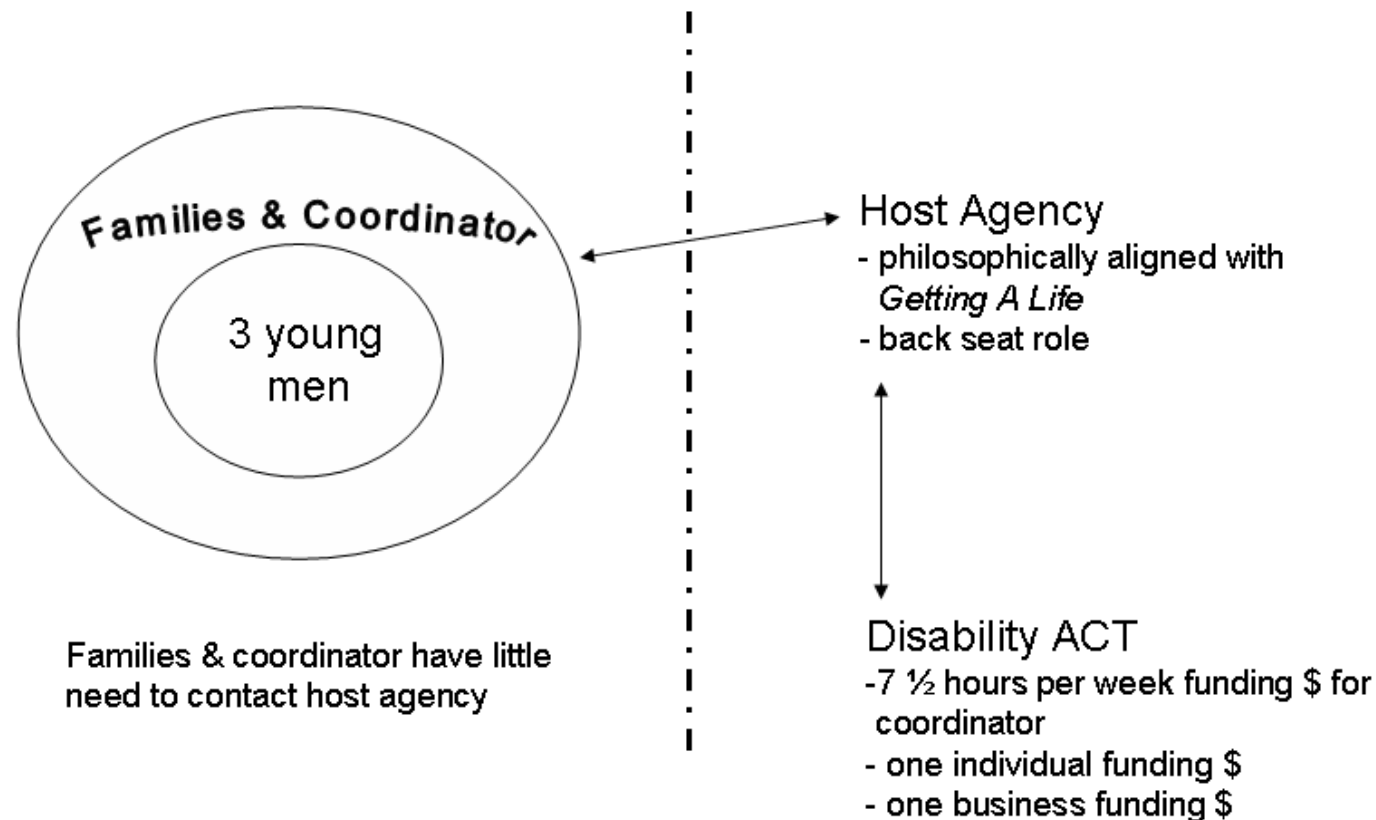 Families & Coordinator
3 young
men
Families & coordinator have little
need to contact host agency
Host Agency
- philosophically aligned with
Getting A Life
- back seat role
Disability ACT
-7 ½ hours per week funding $ for
coordinator
- one individual funding $
- one business funding $